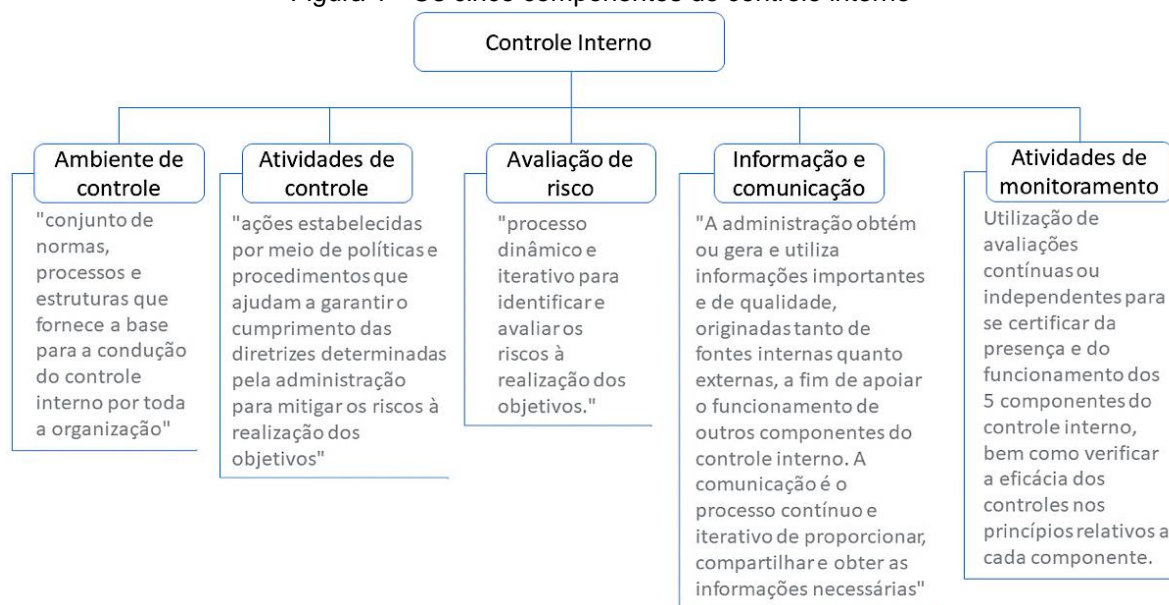 Os cinco componentes do controle interno
Controle Interno
Ambiente de
controle
"conjunto de
normas,
processos e
estruturas que
fornece a base
para a condução
do controle
interno por toda
a organização"
Atividades de
controle
"ações estabelecidas
por meio de políticas e
procedimentos que
ajudam a garantir o
cumprimento das
diretrizes determinadas
pela administração
para mitigar os riscos à
realização dos
objetivos"
Avaliação de
risco
"processo
dinâmico e
iterativo para
identificar e
avaliar os
riscos à
realização dos
objetivos."
Informação e
comunicação
"A administração obtém
ou gera e utiliza
informações importantes
e de qualidade,
originadas tanto de
fontes internas quanto
externas, a fim de apoiar
o funcionamento de
outros componentes do
controle interno. A
comunicação é o
processo contínuo e
iterativo de proporcionar,
compartilhar e obter as
informações necessárias"
Atividades de
monitoramento
Utilização de
avaliações
contínuas ou
independentes para
se certificar da
presença e do
funcionamento dos
5 componentes do
controle interno,
bem como verificar
a eficácia dos
controles nos
princípios relativos a
cada componente.